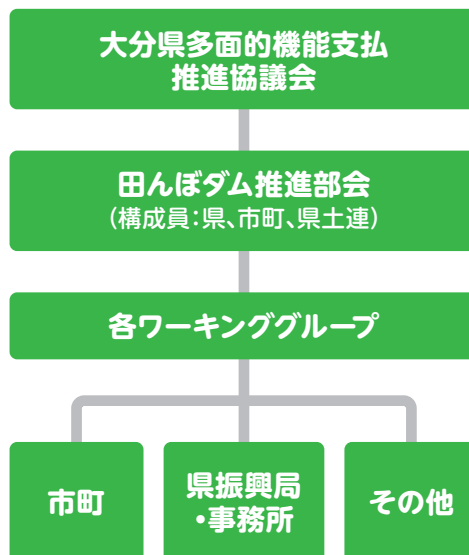 大分県多面的機能支払
推進協議会
田んぼダム推進部会
(構成員:県、市町、県土連)
各ワーキンググループ
市町
県振興局
・事務所
その他